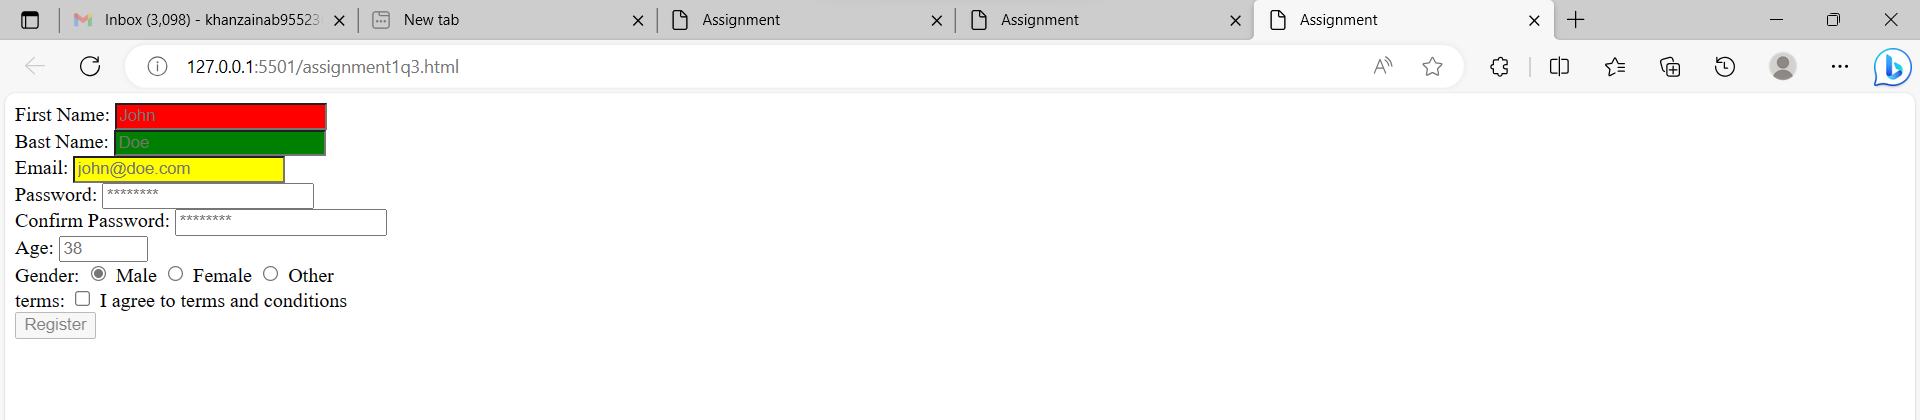 Inbox (3,098) - khanzainab95523
New tab
Assignment
Assignment
Assignment
127.0.0.1:5501/assignment1q3.html
First Name: John
Bast Name: Doe
Email: john@doe.com
Password: ********
Confirm Password: ********
Age: 38
Gender: Male Female Other
terms: I agree to terms and conditions
Register